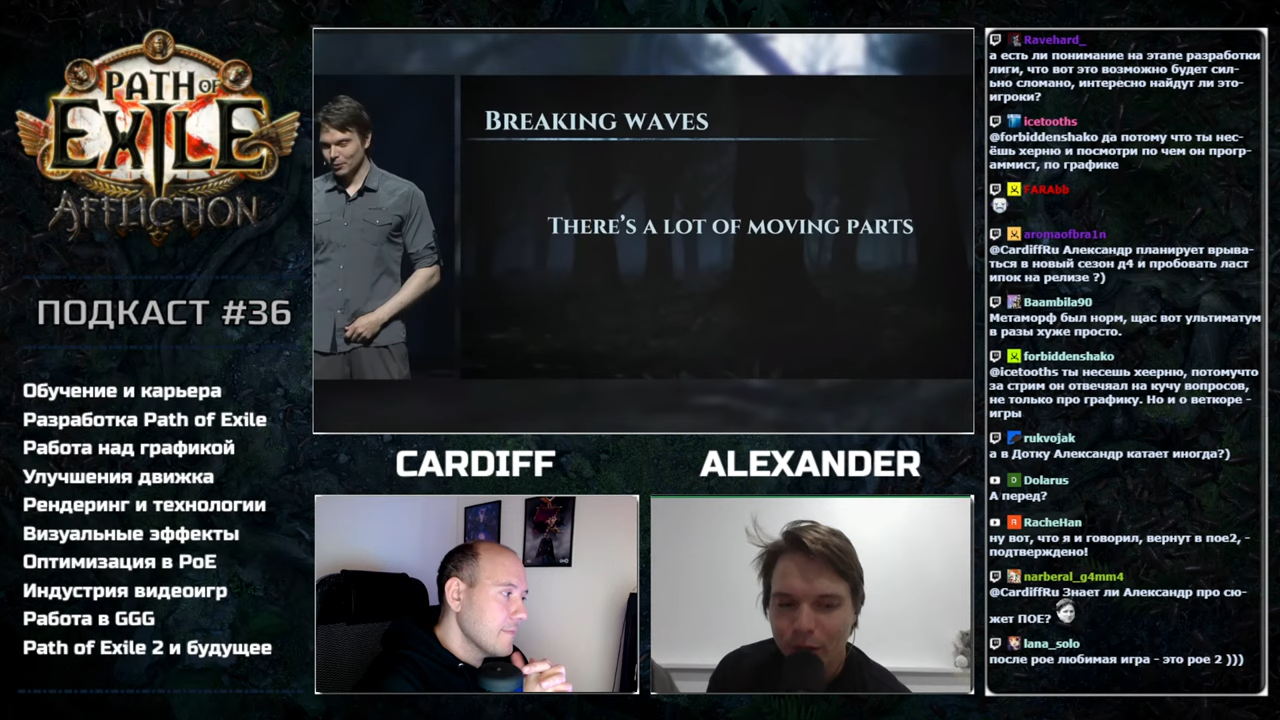 PATH OF
EXILE
AFFLICTION
ПОДКАСТ #36
Обучение и карьера
Разработка Path of Exile
Работа над графикой
Улучшения движка
Рендеринг и технологии
Визуальные эффекты
Оптимизация в PoE
Индустрия видеоигр
Работа в GGG
Path of Exile 2 и будущее
BREAKING WAVES
THERE'S A LOT OF MOVING PARTS
CARDIFF
ALEXANDER
Ravehard_
а есть ли понимание на этапе разработки
лиги, что вот это возможно будет сил-
ьно сломано, интересно найдут ли это-
игроки?
icetooths
@forbiddenshako да потому что ты нес-
ёшь херню и посмотри по чем он прогр-
аммист, по графике
FARAbb
aromaofbra1n
@CardiffRu Александр планирует врыва-
ться в новый сезон д4 и пробовать ласт
ипок на релизе ?)
Baambila90
Метаморф был норм, щас вот ультиматум
в разы хуже просто.
forbiddenshako
@icetooths ты несешь хеерню, потомучто
за стрим он отвечяал на кучу вопросов,
не только про графику. Но и о веткоре -
игры
rukvojak
а в Дотку Александр катает иногда?)
Dolarus
А перед?
RacheHan
ну вот, что я и говорил, вернут в пое2, -
подтверждено!
narberal_g4mm4
@CardiffRu Знает ли Александр про сю-
жет ПОЕ?
lana_solo
после poe любимая игра - это poe 2 )))